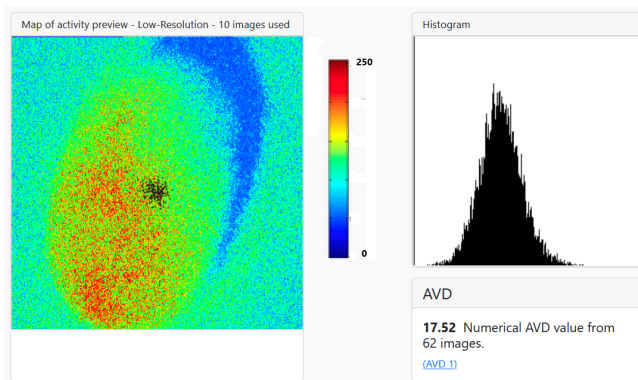 Map of activity preview - Low-Resolution - 10 images used
250
0
Histogram
AVD
17.52 Numerical AVD value from
62 images.
(AVD 1)